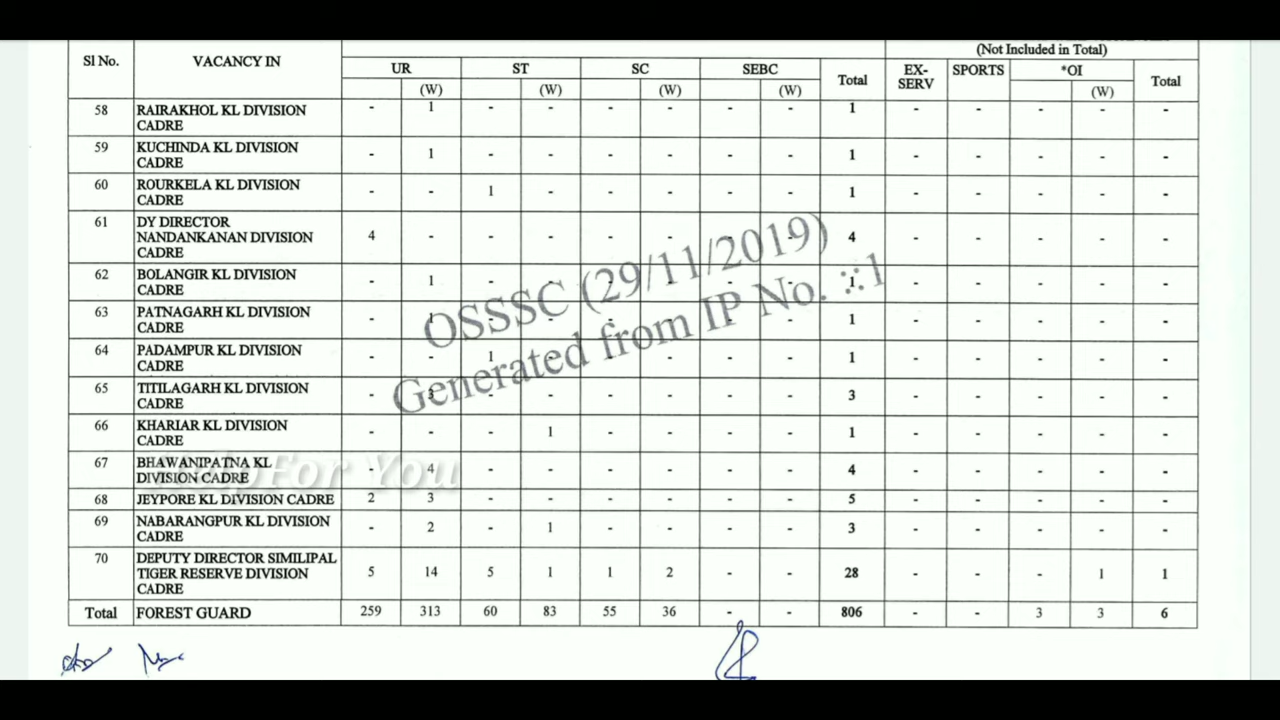 (Not Included in Total)
Sl No. VACANCY IN UR ST SC SEBC Total EX-SERV SPORTS *OI Total
(W) (W) (W) (W) (W)
58 RAIRAKHOL KL DIVISION CADRE - 1 - - - - - - 1 - - - - -
59 KUCHINDA KL DIVISION CADRE - 1 - - - - - - 1 - - - - -
60 ROURKELA KL DIVISION CADRE - - 1 - - - - - 1 - - - - -
61 DY DIRECTOR NANDANKANAN DIVISION CADRE 4 - - - - - - - 4 - - - - -
62 BOLANGIR KL DIVISION CADRE - 1 - - - - - - 1 - - - - -
63 PATNAGARH KL DIVISION CADRE - 1 - - - - - - 1 - - - - -
64 PADAMPUR KL DIVISION CADRE - - 1 - - - - - 1 - - - - -
65 TITILAGARH KL DIVISION CADRE - 3 - - - - - - 3 - - - - -
66 KHARIAR KL DIVISION CADRE - - - 1 - - - - 1 - - - - -
67 BHAWANIPATNA KL DIVISION CADRE - 4 - - - - - - 4 - - - - -
68 JEYPORE KL DIVISION CADRE 2 3 - - - - - - 5 - - - - -
69 NABARANGPUR KL DIVISION CADRE - 2 - 1 - - - - 3 - - - - -
70 DEPUTY DIRECTOR SIMILIPAL TIGER RESERVE DIVISION CADRE 5 14 5 1 1 2 - - 28 - - - 1 1
Total FOREST GUARD 259 313 60 83 55 36 - - 806 - - 3 3 6
OSSSC (29/11/2019)
Generated from IP No. ::1
HelpFor You